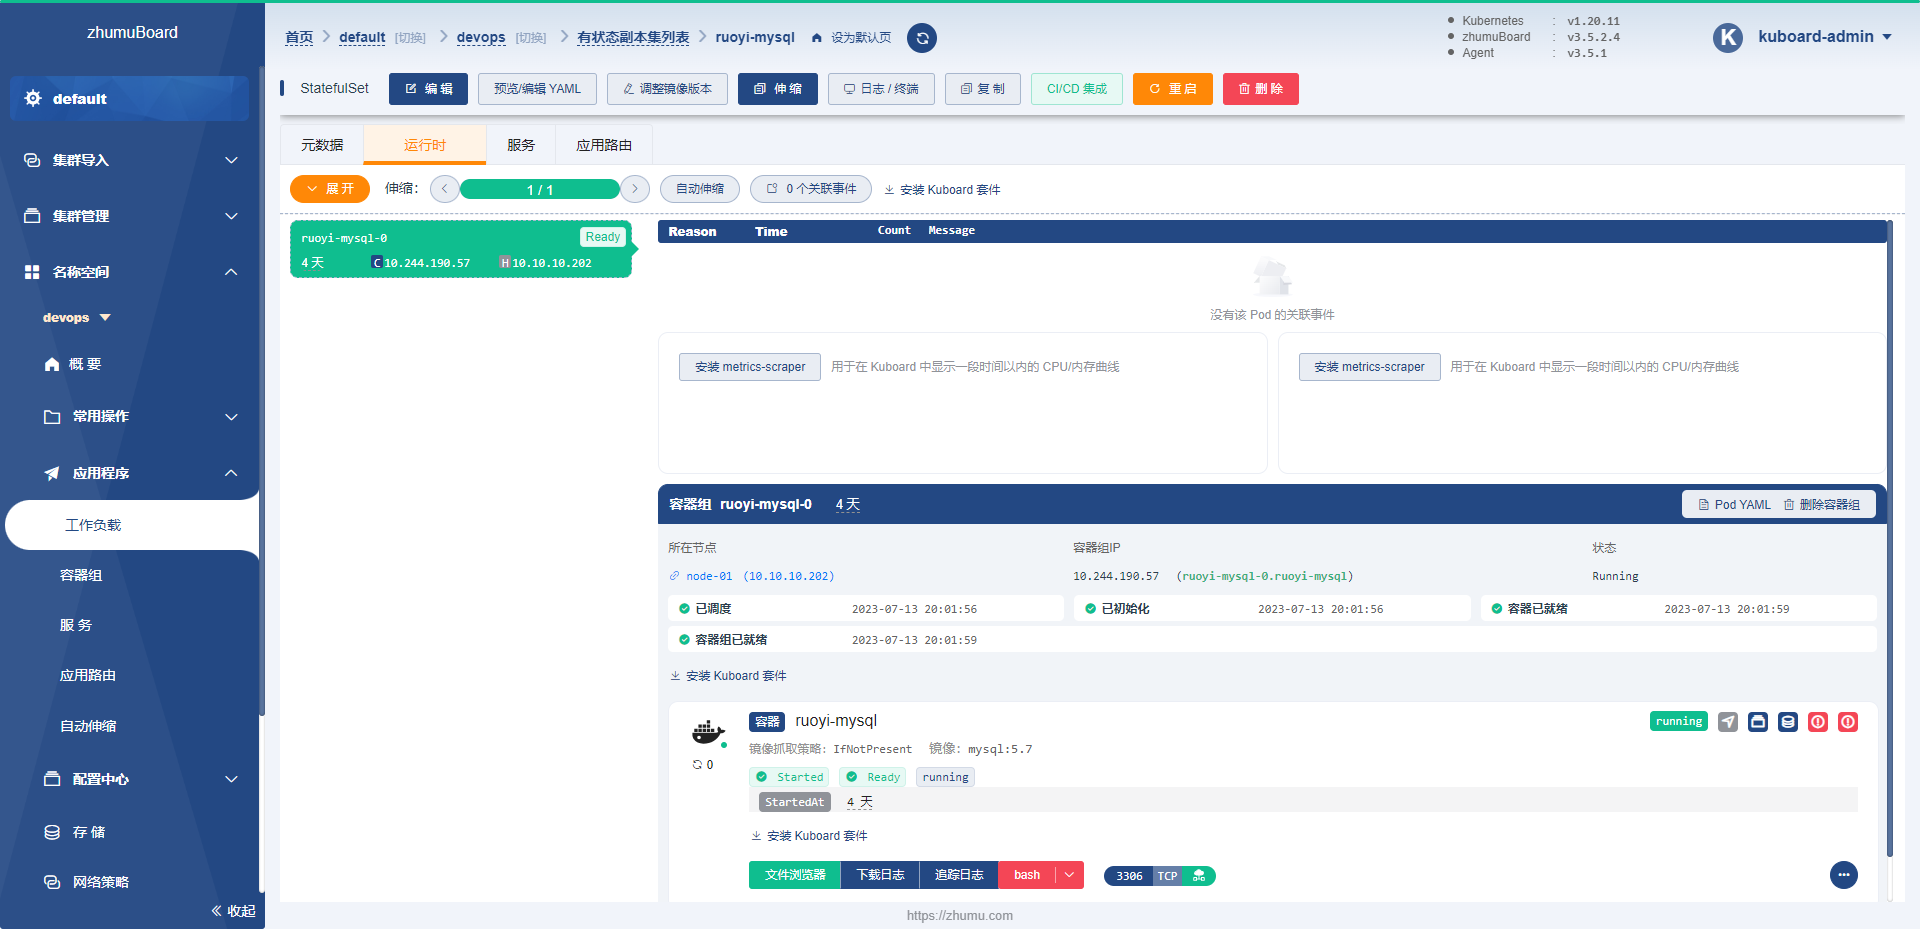 zhumuBoard
default
集群导入
集群管理
名称空间
devops
概 要
常用操作
应用程序
工作负载
容器组
服 务
应用路由
自动伸缩
配置中心
存 储
网络策略
收起
首页 default [切换] devops [切换] 有状态副本集列表 ruoyi-mysql 设为默认页
Kubernetes : v1.20.11
zhumuBoard : v3.5.2.4
Agent : v3.5.1
K kuboard-admin
StatefulSet 编 辑 预览/编辑 YAML 调整镜像版本 伸 缩 日志 / 终端 复 制 CI/CD 集成 重 启 删 除
元数据 运行时 服务 应用路由
展 开 伸缩： 1 / 1 自动伸缩 0 个关联事件 安装 Kuboard 套件
ruoyi-mysql-0 Ready
4 天 C 10.244.190.57 H 10.10.10.202
Reason Time Count Message
没有该 Pod 的关联事件
安装 metrics-scraper 用于在 Kuboard 中显示一段时间以内的 CPU/内存曲线
安装 metrics-scraper 用于在 Kuboard 中显示一段时间以内的 CPU/内存曲线
容器组 ruoyi-mysql-0 4 天 Pod YAML 删除容器组
所在节点 容器组IP 状态
node-01 (10.10.10.202) 10.244.190.57 (ruoyi-mysql-0.ruoyi-mysql) Running
已调度 2023-07-13 20:01:56 已初始化 2023-07-13 20:01:56 容器已就绪 2023-07-13 20:01:59
容器组已就绪 2023-07-13 20:01:59
安装 Kuboard 套件
容器 ruoyi-mysql running
镜像抓取策略: IfNotPresent 镜像: mysql:5.7
0
Started Ready running
StartedAt 4 天
安装 Kuboard 套件
文件浏览器 下载日志 追踪日志 bash 3306 TCP
https://zhumu.com